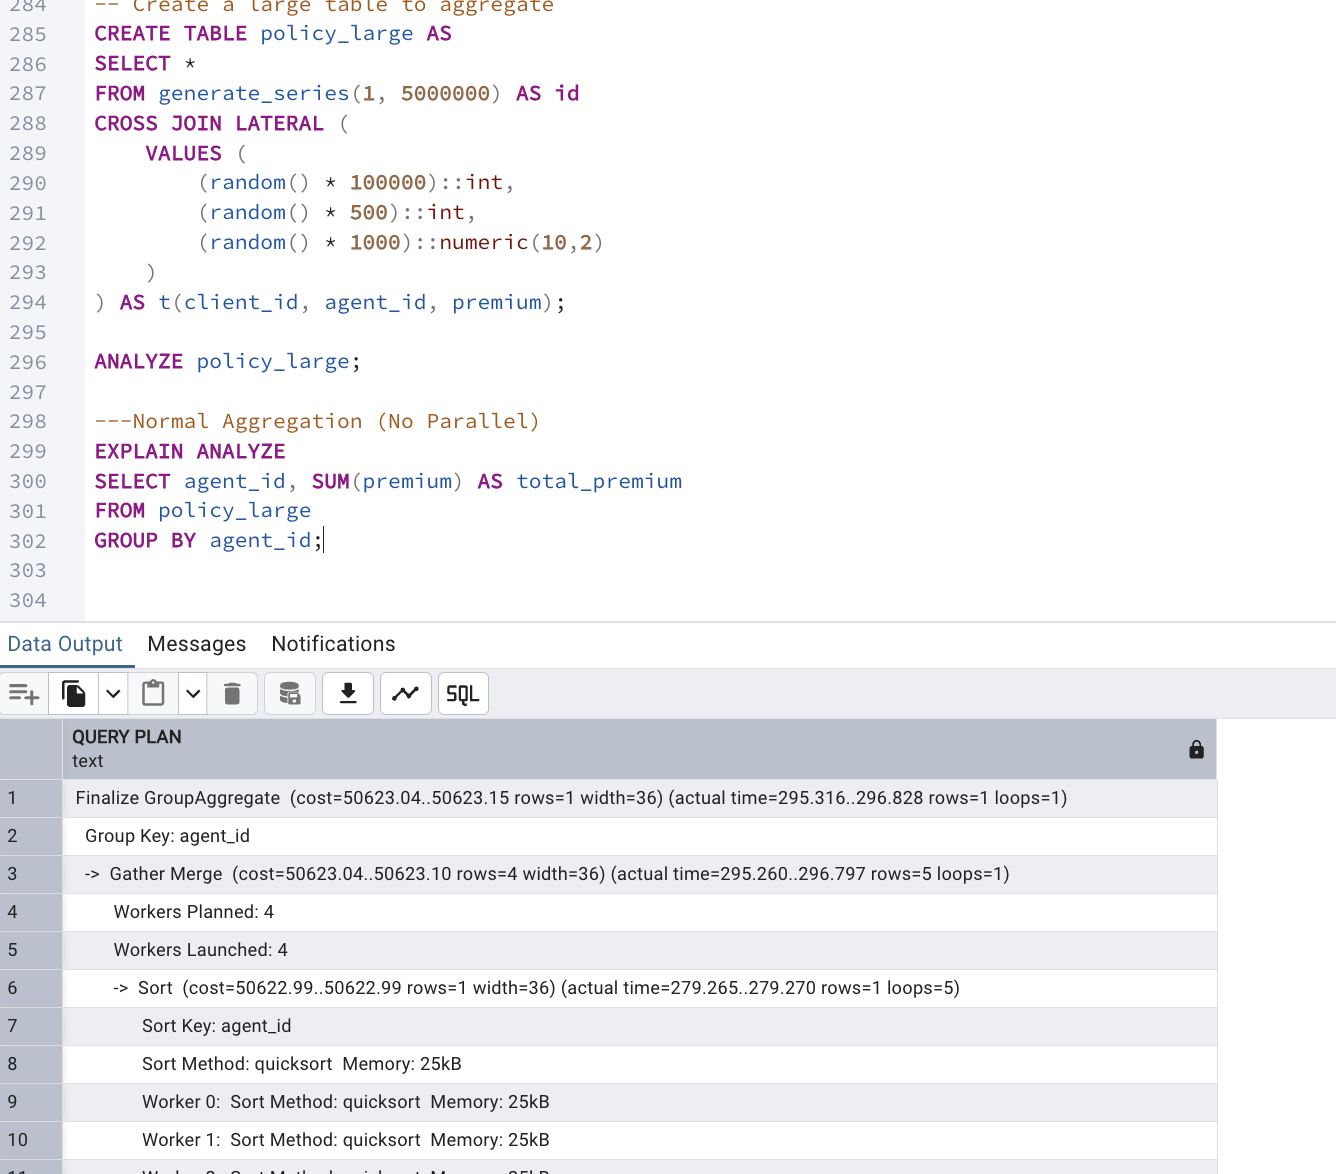 284 -- Create a large table to aggregate
285 CREATE TABLE policy_large AS
286 SELECT *
287 FROM generate_series(1, 5000000) AS id
288 CROSS JOIN LATERAL (
289     VALUES (
290         (random() * 100000)::int,
291         (random() * 500)::int,
292         (random() * 1000)::numeric(10,2)
293     )
294 ) AS t(client_id, agent_id, premium);
295
296 ANALYZE policy_large;
297
298 ---Normal Aggregation (No Parallel)
299 EXPLAIN ANALYZE
300 SELECT agent_id, SUM(premium) AS total_premium
301 FROM policy_large
302 GROUP BY agent_id;
303
304
Data Output Messages Notifications
SQL
QUERY PLAN
text
1 Finalize GroupAggregate (cost=50623.04..50623.15 rows=1 width=36) (actual time=295.316..296.828 rows=1 loops=1)
2 Group Key: agent_id
3 -> Gather Merge (cost=50623.04..50623.10 rows=4 width=36) (actual time=295.260..296.797 rows=5 loops=1)
4 Workers Planned: 4
5 Workers Launched: 4
6 -> Sort (cost=50622.99..50622.99 rows=1 width=36) (actual time=279.265..279.270 rows=1 loops=5)
7 Sort Key: agent_id
8 Sort Method: quicksort Memory: 25kB
9 Worker 0: Sort Method: quicksort Memory: 25kB
10 Worker 1: Sort Method: quicksort Memory: 25kB